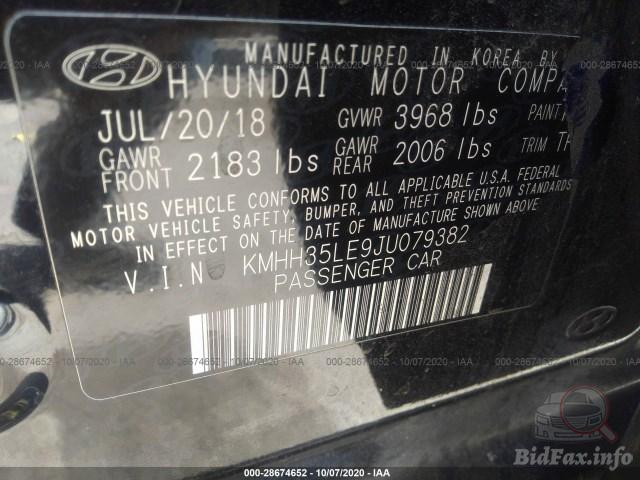 MANUFACTURED IN KOREA BY
HYUNDAI MOTOR
JUL/20/18 GVWR 3968 lbs PAINT
GAWR FRONT 2183 lbs GAWR REAR 2006 lbs TRIM
THIS VEHICLE CONFORMS TO ALL APPLICABLE U.S.A. FEDERAL
MOTOR VEHICLE SAFETY, BUMPER, AND THEFT PREVENTION STANDARDS
IN EFFECT ON THE DATE OF MANUFACTURE SHOWN ABOVE
V.I.N KMHH35LE9JU079382
PASSENGER CAR
000-28674652 - 10/07/2020 - IAA
BidFax.info